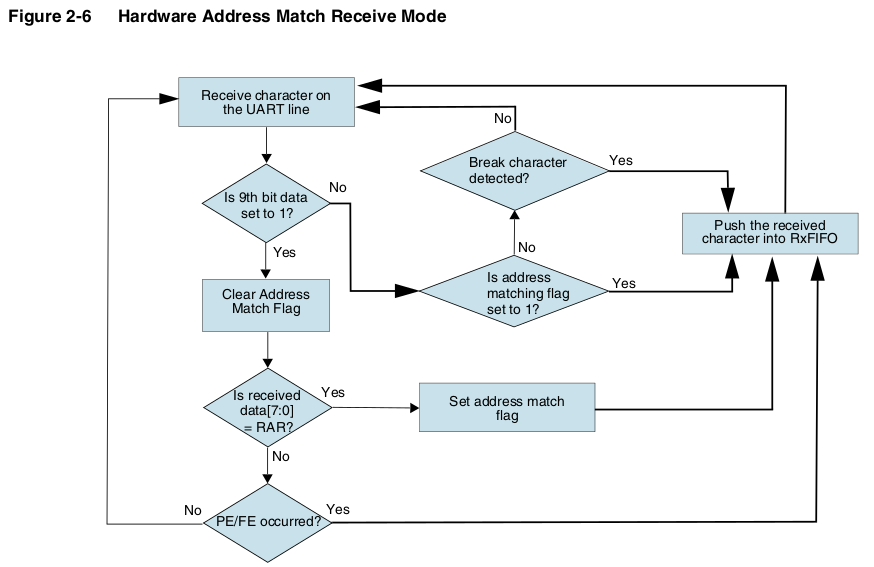 Figure 2-6 Hardware Address Match Receive Mode
Receive character on
the UART line
No
Break character
detected?
Yes
Is 9th bit data
set to 1?
No
Push the received
character into RxFIFO
Yes
No
Clear Address
Match Flag
Is address
matching flag
set to 1?
Yes
Is received
data[7:0]
= RAR?
Yes
Set address match
flag
No
No
PE/FE occurred?
Yes